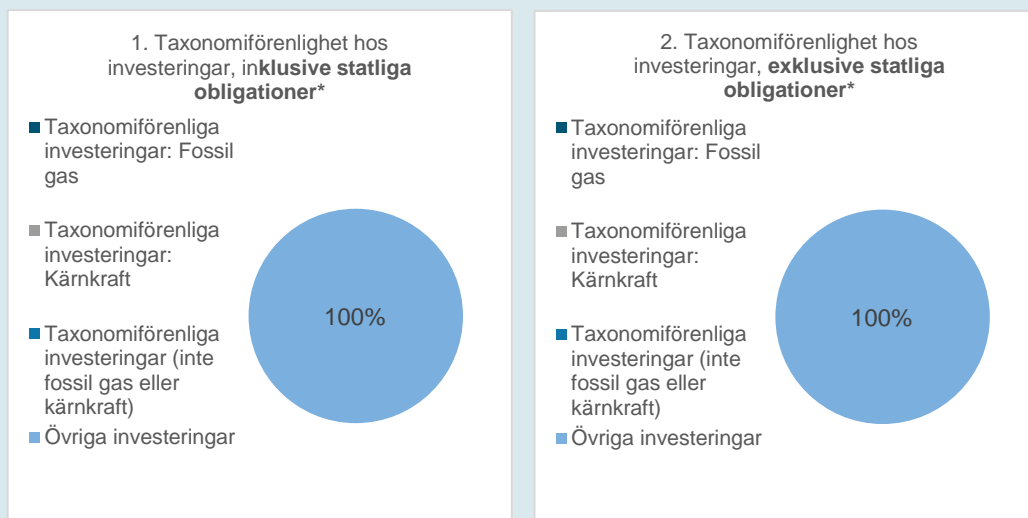 1. Taxonomiförenlighet hos
investeringar, inklusive statliga
obligationer*
Taxonomiförenliga
investeringar: Fossil
gas
Taxonomiförenliga
investeringar:
Kärnkraft
Taxonomiförenliga
investeringar (inte
fossil gas eller
kärnkraft)
Övriga investeringar
100%
2. Taxonomiförenlighet hos
investeringar, exklusive statliga
obligationer*
Taxonomiförenliga
investeringar: Fossil
gas
Taxonomiförenliga
investeringar:
Kärnkraft
Taxonomiförenliga
investeringar (inte
fossil gas eller
kärnkraft)
Övriga investeringar
100%